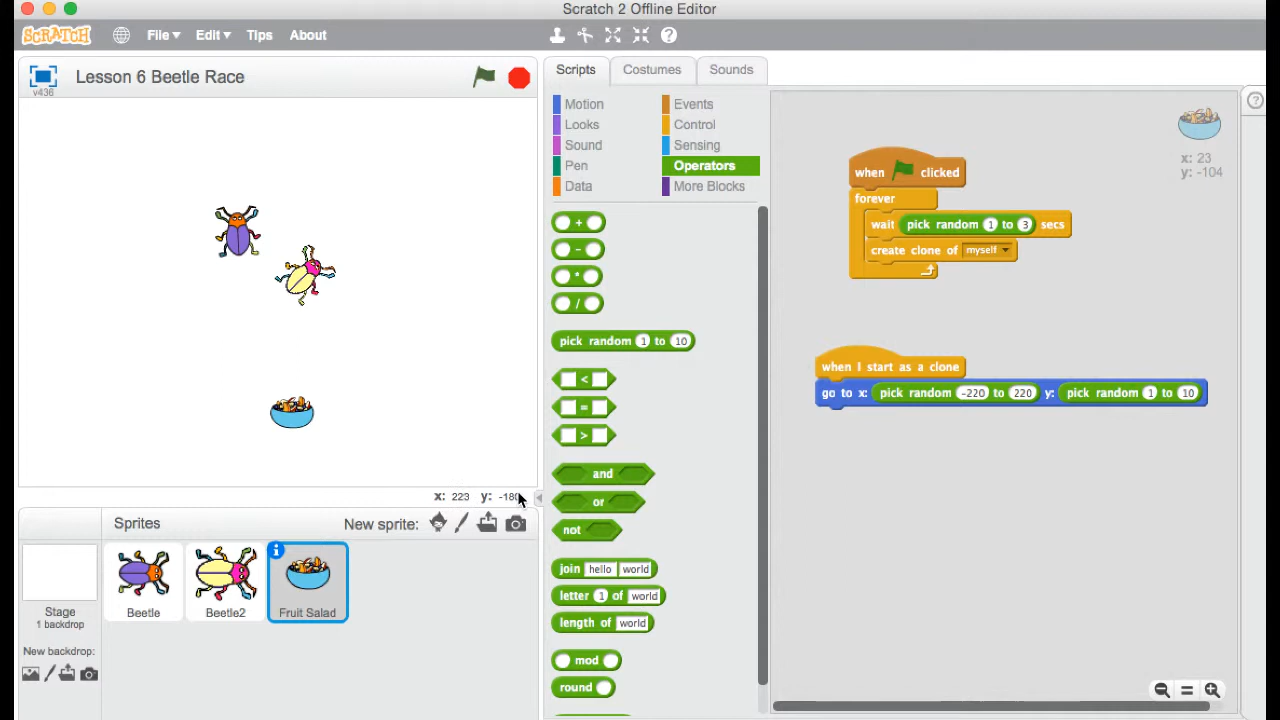 Scratch 2 Offline Editor
SCRATCH File Edit Tips About
v436 Lesson 6 Beetle Race
Scripts Costumes Sounds
Motion Events
Looks Control
Sound Sensing
Pen Operators
Data More Blocks
+
-
*
/
pick random 1 to 10
<
=
>
and
or
not
join hello world
letter 1 of world
length of world
mod
round
x: 23
y: -104
when clicked
forever
wait pick random 1 to 3 secs
create clone of myself
when I start as a clone
go to x: pick random -220 to 220 y: pick random 1 to 10
x: 223 y: -180
Sprites New sprite:
Stage
1 backdrop
New backdrop:
Beetle
Beetle2
Fruit Salad